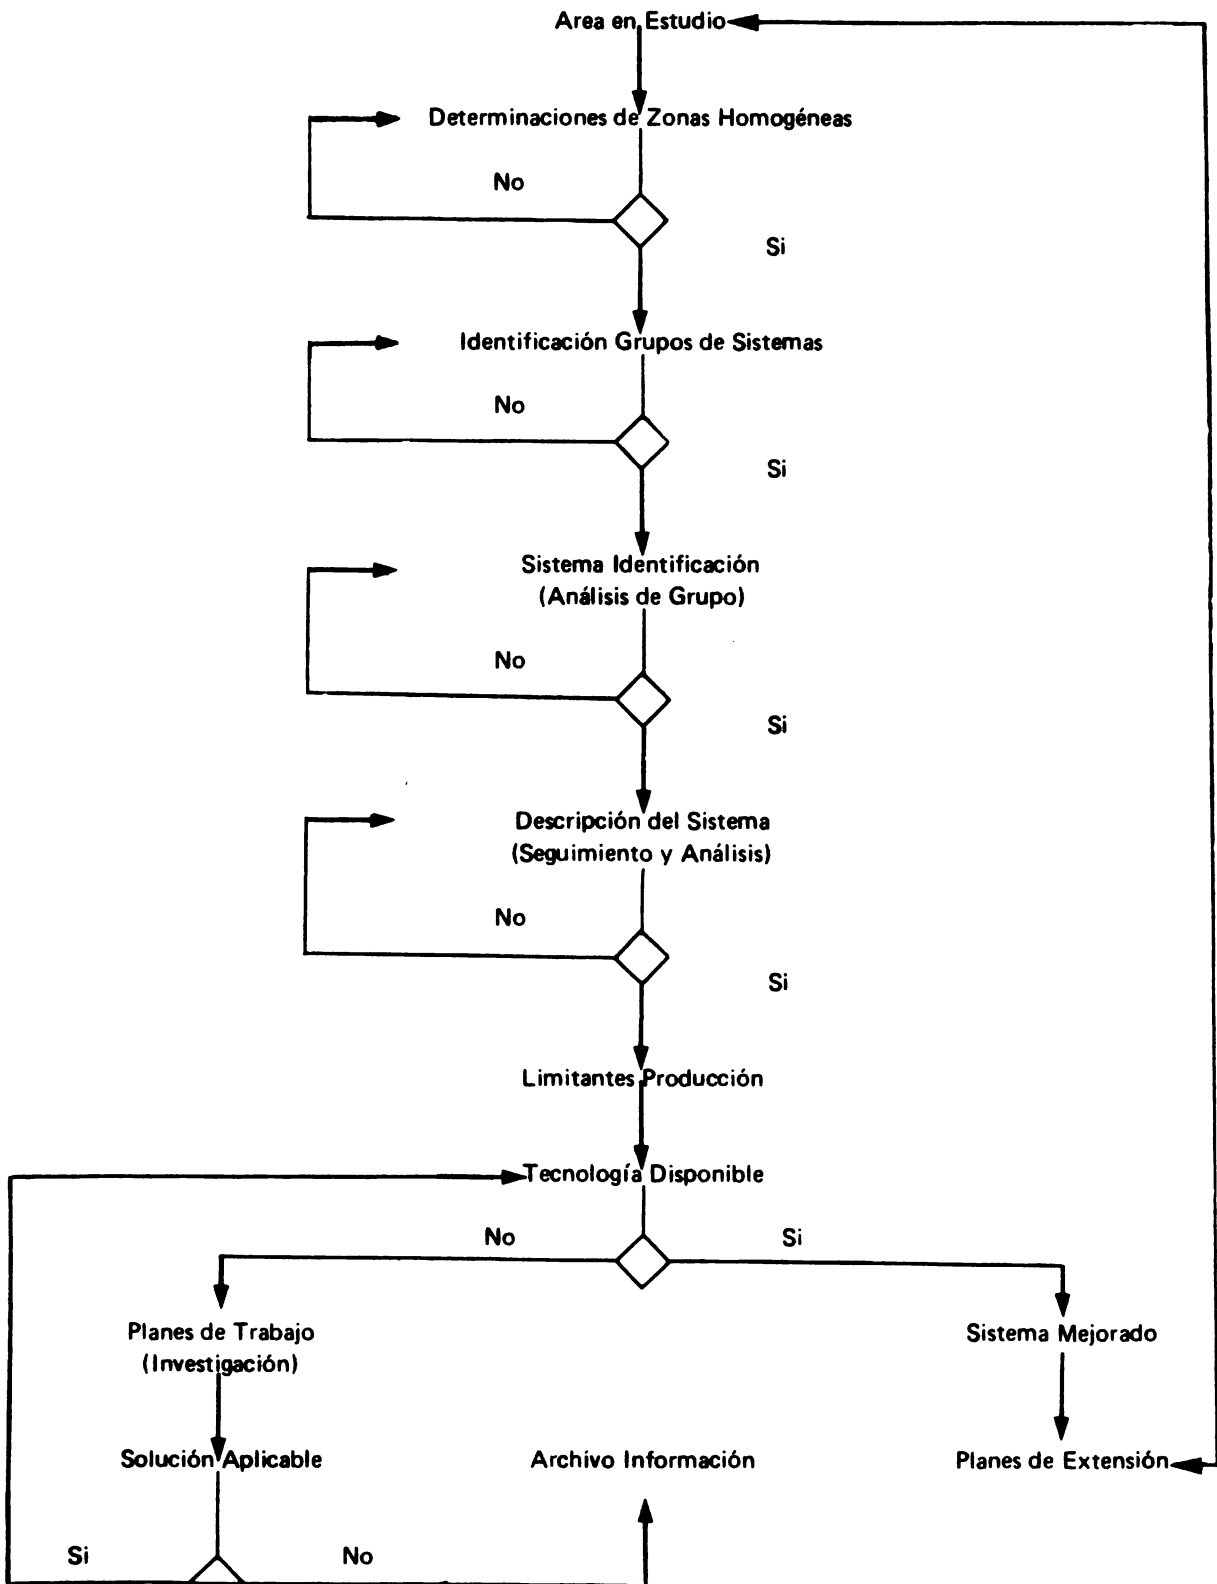 Area en Estudio
Determinaciones de Zonas Homogéneas
No
Si
Identificación Grupos de Sistemas
No
Si
Sistema Identificación
(Análisis de Grupo)
No
Si
Descripción del Sistema
(Seguimiento y Análisis)
No
Si
Limitantes Producción
Tecnología Disponible
No
Si
Planes de Trabajo
(Investigación)
Sistema Mejorado
Solución Aplicable
Archivo Información
Planes de Extensión
Si
No